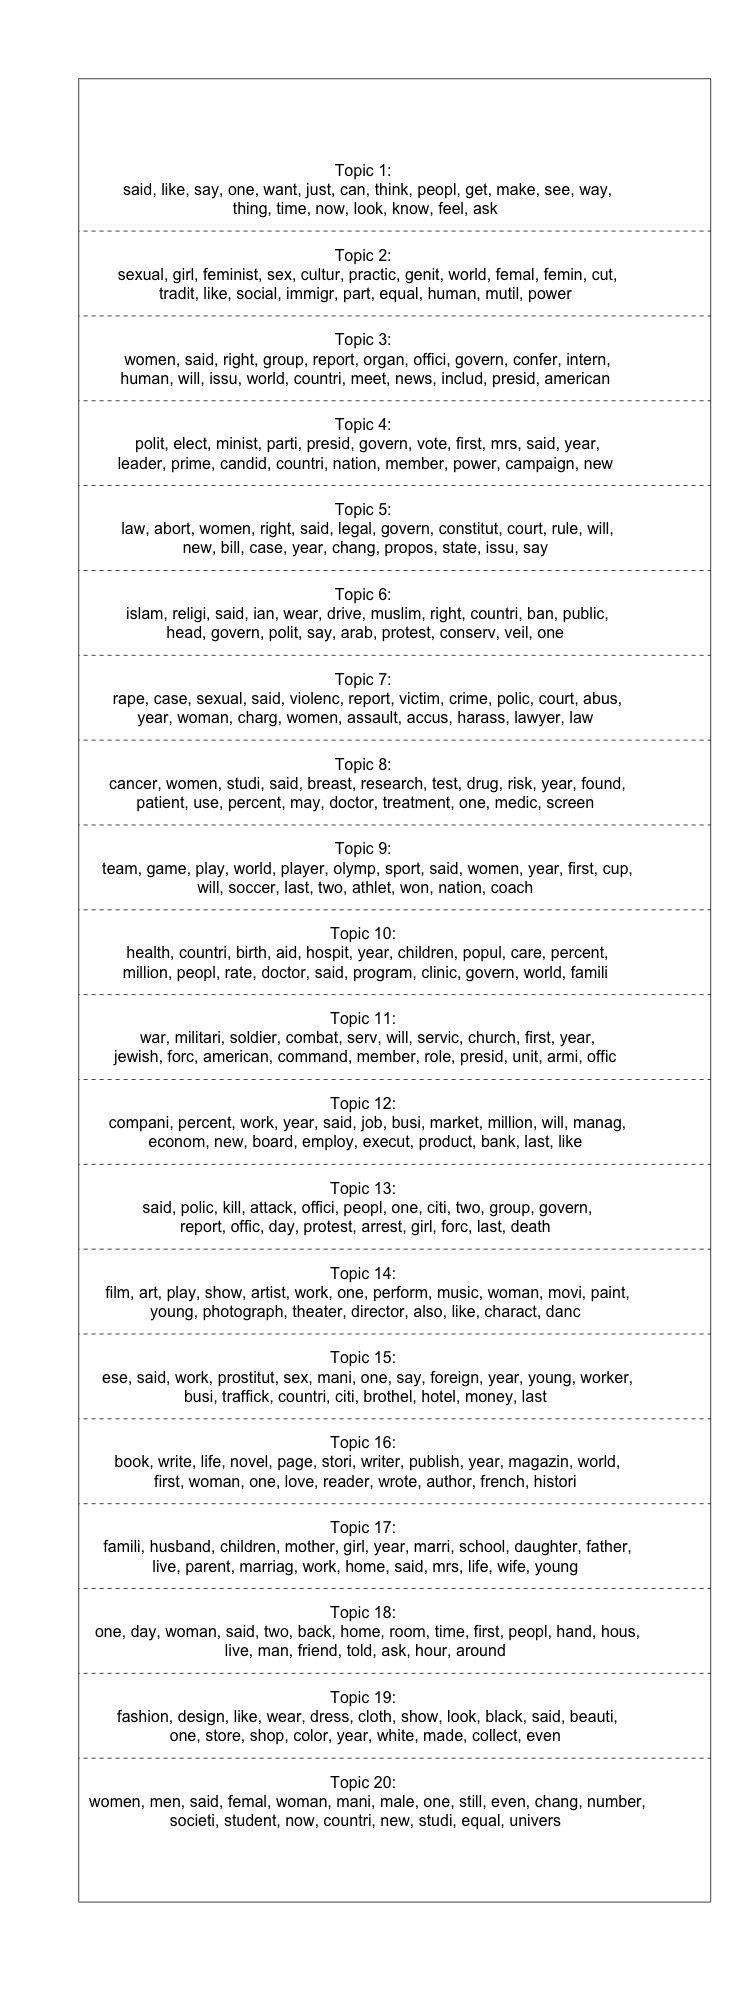 Topic 1:
said, like, say, one, want, just, can, think, peopl, get, make, see, way,
thing, time, now, look, know, feel, ask
Topic 2:
sexual, girl, feminist, sex, cultur, practic, genit, world, femal, femin, cut,
tradit, like, social, immigr, part, equal, human, mutil, power
Topic 3:
women, said, right, group, report, organ, offici, govern, confer, intern,
human, will, issu, world, countri, meet, news, includ, presid, american
Topic 4:
polit, elect, minist, parti, presid, govern, vote, first, mrs, said, year,
leader, prime, candid, countri, nation, member, power, campaign, new
Topic 5:
law, abort, women, right, said, legal, govern, constitut, court, rule, will,
new, bill, case, year, chang, propos, state, issu, say
Topic 6:
islam, religi, said, ian, wear, drive, muslim, right, countri, ban, public,
head, govern, polit, say, arab, protest, conserv, veil, one
Topic 7:
rape, case, sexual, said, violenc, report, victim, crime, polic, court, abus,
year, woman, charg, women, assault, accus, harass, lawyer, law
Topic 8:
cancer, women, studi, said, breast, research, test, drug, risk, year, found,
patient, use, percent, may, doctor, treatment, one, medic, screen
Topic 9:
team, game, play, world, player, olymp, sport, said, women, year, first, cup,
will, soccer, last, two, athlet, won, nation, coach
Topic 10:
health, countri, birth, aid, hospit, year, children, popul, care, percent,
million, peopl, rate, doctor, said, program, clinic, govern, world, famili
Topic 11:
war, militari, soldier, combat, serv, will, servic, church, first, year,
jewish, forc, american, command, member, role, presid, unit, armi, offic
Topic 12:
compani, percent, work, year, said, job, busi, market, million, will, manag,
econom, new, board, employ, execut, product, bank, last, like
Topic 13:
said, polic, kill, attack, offici, peopl, one, citi, two, group, govern,
report, offic, day, protest, arrest, girl, forc, last, death
Topic 14:
film, art, play, show, artist, work, one, perform, music, woman, movi, paint,
young, photograph, theater, director, also, like, charact, danc
Topic 15:
ese, said, work, prostitut, sex, mani, one, say, foreign, year, young, worker,
busi, traffick, countri, citi, brothel, hotel, money, last
Topic 16:
book, write, life, novel, page, stori, writer, publish, year, magazin, world,
first, woman, one, love, reader, wrote, author, french, histori
Topic 17:
famili, husband, children, mother, girl, year, marri, school, daughter, father,
live, parent, marriag, work, home, said, mrs, life, wife, young
Topic 18:
one, day, woman, said, two, back, home, room, time, first, peopl, hand, hous,
live, man, friend, told, ask, hour, around
Topic 19:
fashion, design, like, wear, dress, cloth, show, look, black, said, beauti,
one, store, shop, color, year, white, made, collect, even
Topic 20:
women, men, said, femal, woman, mani, male, one, still, even, chang, number,
societi, student, now, countri, new, studi, equal, univers